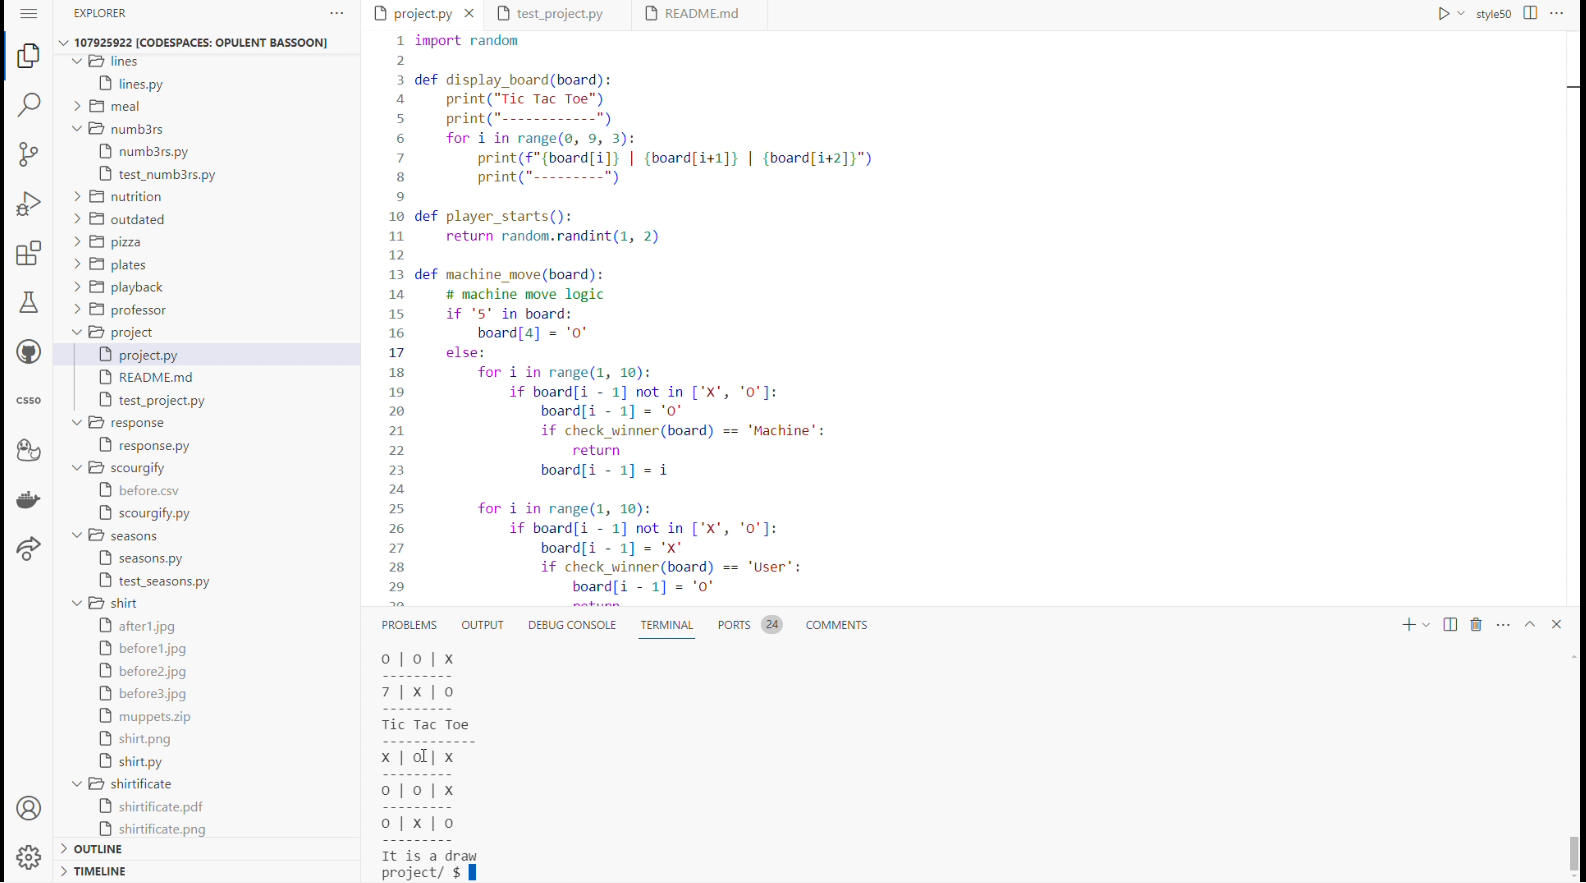 EXPLORER
107925922 [CODESPACES: OPULENT BASSOON]
lines
lines.py
meal
numb3rs
numb3rs.py
test_numb3rs.py
nutrition
outdated
pizza
plates
playback
professor
project
project.py
README.md
test_project.py
response
response.py
scourgify
before.csv
scourgify.py
seasons
seasons.py
test_seasons.py
shirt
after1.jpg
before1.jpg
before2.jpg
before3.jpg
muppets.zip
shirt.png
shirt.py
shirtificate
shirtificate.pdf
shirtificate.png
OUTLINE
TIMELINE
CS50
project.py test_project.py README.md style50
1 import random
2
3 def display_board(board):
4     print("Tic Tac Toe")
5     print("------------")
6     for i in range(0, 9, 3):
7         print(f"{board[i]} | {board[i+1]} | {board[i+2]}")
8         print("---------")
9
10 def player_starts():
11     return random.randint(1, 2)
12
13 def machine_move(board):
14     # machine move logic
15     if '5' in board:
16         board[4] = 'O'
17     else:
18         for i in range(1, 10):
19             if board[i - 1] not in ['X', 'O']:
20                 board[i - 1] = 'O'
21                 if check_winner(board) == 'Machine':
22                     return
23                 board[i - 1] = i
24
25         for i in range(1, 10):
26             if board[i - 1] not in ['X', 'O']:
27                 board[i - 1] = 'X'
28                 if check_winner(board) == 'User':
29                     board[i - 1] = 'O'
30                     return
PROBLEMS OUTPUT DEBUG CONSOLE TERMINAL PORTS 24 COMMENTS
O | O | X
---------
7 | X | O
---------
Tic Tac Toe
------------
X | O | X
---------
O | O | X
---------
O | X | O
---------
It is a draw
project/ $